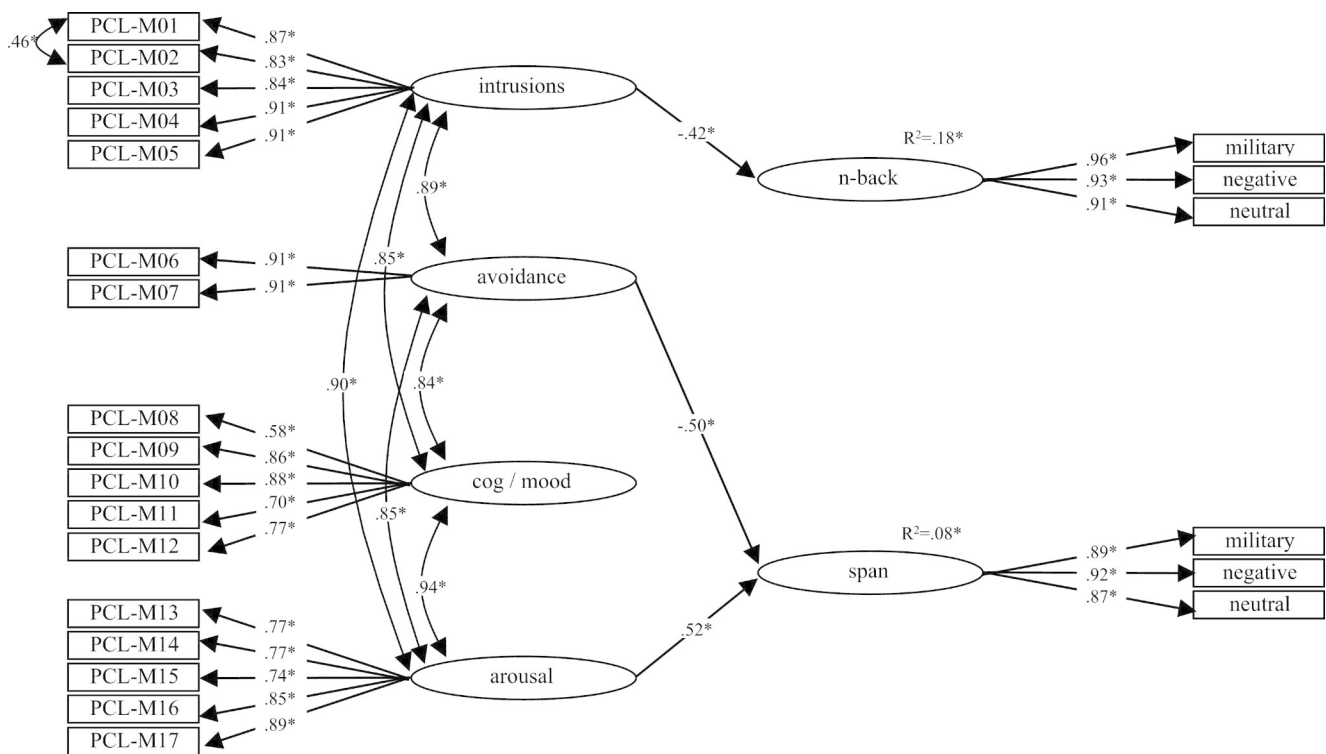 PCL-M01
PCL-M02
PCL-M03
PCL-M04
PCL-M05
.46*
.87*
.83*
.84*
.91*
.91*
intrusions
-.42*
R²=.18*
n-back
.96*
.93*
.91*
military
negative
neutral
.89*
PCL-M06
PCL-M07
.91*
.91*
.85*
avoidance
.90*
.84*
-.50*
PCL-M08
PCL-M09
PCL-M10
PCL-M11
PCL-M12
.58*
.86*
.88*
.70*
.77*
cog / mood
.85*
R²=.08*
span
.89*
.92*
.87*
military
negative
neutral
.94*
PCL-M13
PCL-M14
PCL-M15
PCL-M16
PCL-M17
.77*
.77*
.74*
.85*
.89*
arousal
.52*